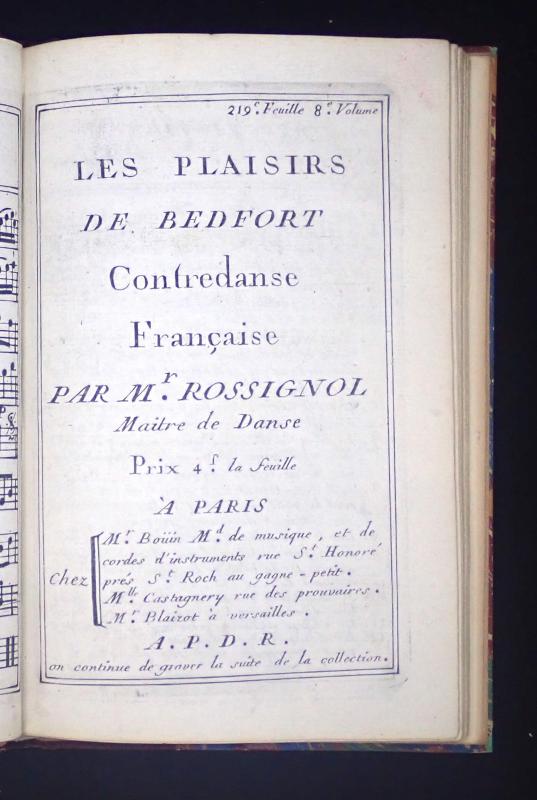 219.e Feuille 8.e Volume
LES PLAISIRS
DE BEDFORT
Contredanse
Française
PAR M.r ROSSIGNOL
Maitre de Danse
Prix 4.f la feuille
À PARIS
Chez
M.r Boüin M.d de musique, et de
cordes d'instruments rue S.t Honoré
prés S.t Roch au gagne-petit.
M.lle Castagnery rue des prouvaires.
M.r Blaizot à versailles.
A. P. D. R.
on continue de graver la suite de la collection.